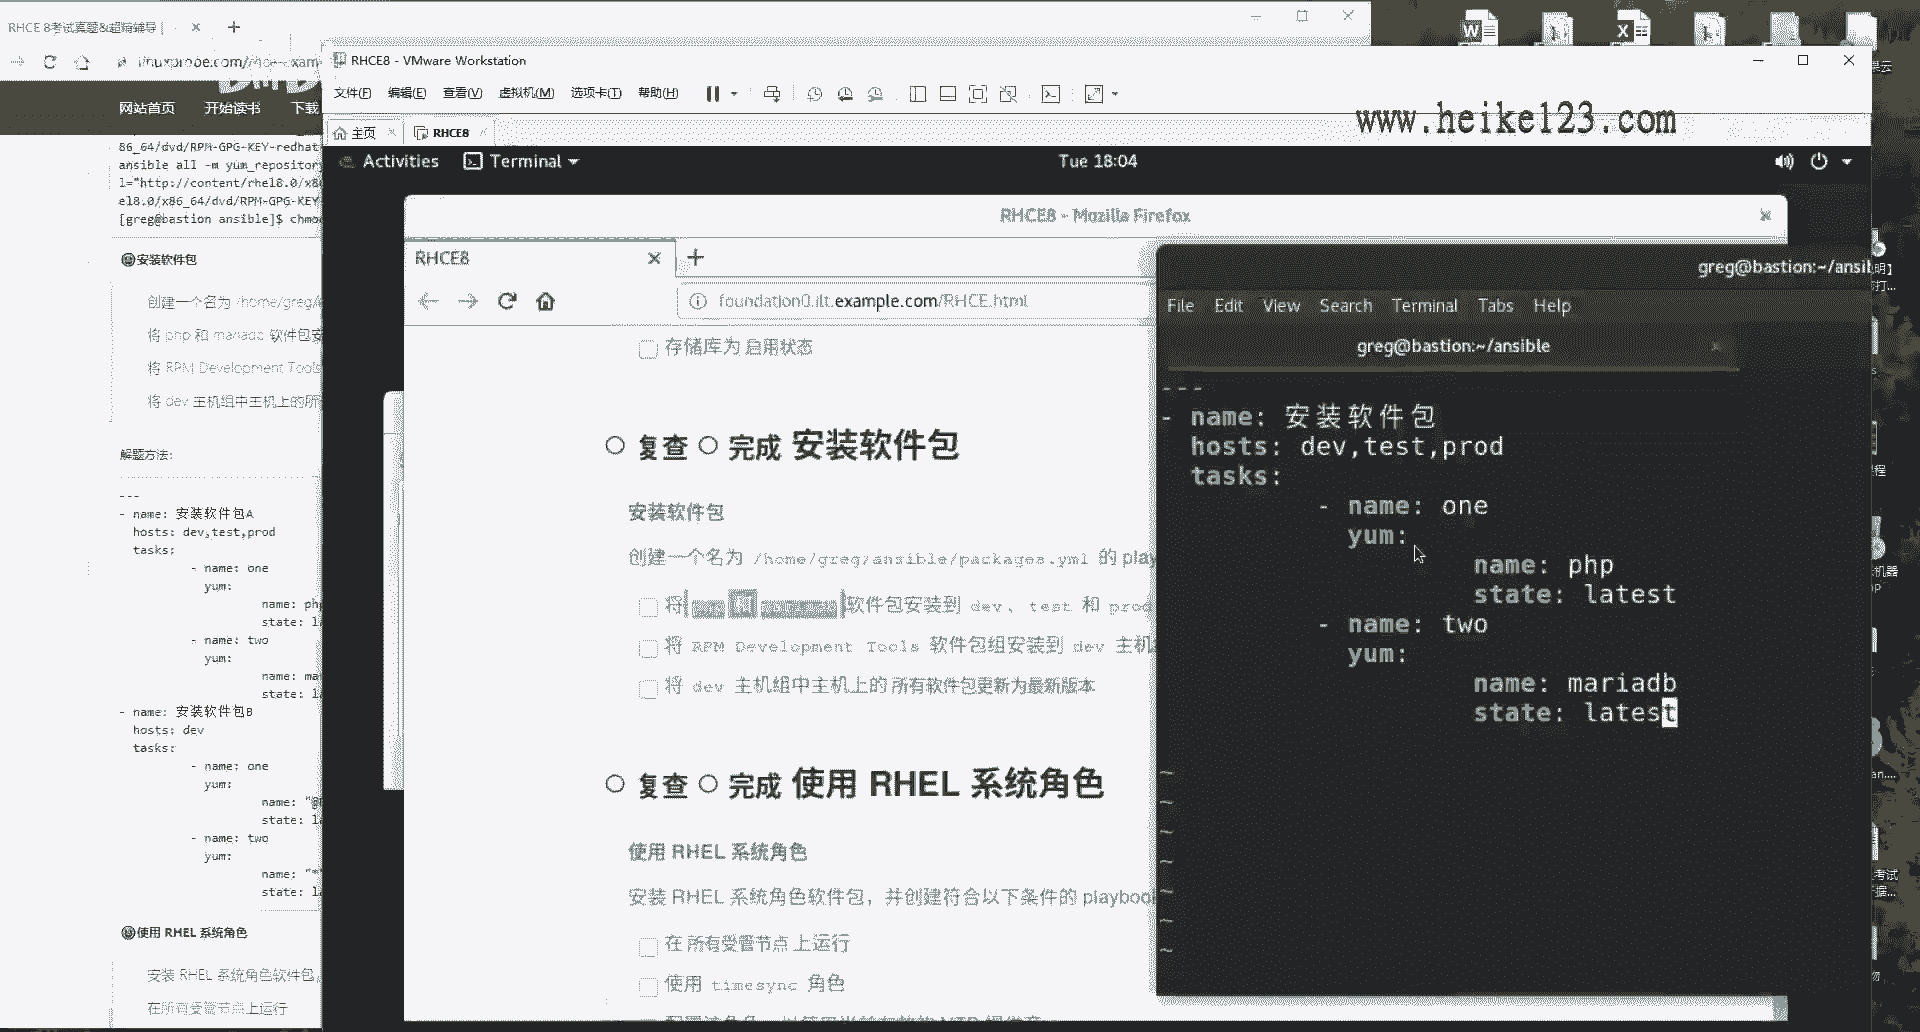 RHCE 8考试真题&超精辅导 |
linuxprobe.com/
网站首页 开始读书 下载
86_64/dvd/RPM-GPG-KEY-redhat
ansible all -m yum_repository
l="http://content/rhel8.0/x8
el8.0/x86_64/dvd/RPM-GPG-KEY
[greg@bastion ansible]$ chmo
安装软件包
创建一个名为 /home/greg/
将 php 和 mariadb 软件包安
将 RPM Development Tools
将 dev 主机组中主机上的所
解题方法:
---
- name: 安装软件包A
hosts: dev,test,prod
tasks:
- name: one
yum:
name: ph
state: l
- name: two
yum:
name: ma
state: l
- name: 安装软件包B
hosts: dev
tasks:
- name: one
yum:
name: "@
state: l
- name: two
yum:
name: "*"
state: l
使用 RHEL 系统角色
安装 RHEL 系统角色软件包
在所有受管节点上运行
RHCE8 - VMware Workstation
文件(F) 编辑(E) 查看(V) 虚拟机(M) 选项卡(T) 帮助(H)
www.heike123.com
主页 RHCE8
Activities Terminal Tue 18:04
RHCE8 - Mozilla Firefox
RHCE8
foundation0.ilt.example.com/RHCE.html
存储库为 启用状态
复查 完成 安装软件包
安装软件包
创建一个名为 /home/greg/ansible/packages.yml 的 play
将 软件包安装到 dev、test 和 prod
将 RPM Development Tools 软件包组安装到 dev 主机
将 dev 主机组中主机上的 所有软件包更新为最新版本
复查 完成 使用 RHEL 系统角色
使用 RHEL 系统角色
安装 RHEL 系统角色软件包，并创建符合以下条件的 playboo
在 所有受管节点 上运行
使用 timesync 角色
greg@bastion:~/ansi
File Edit View Search Terminal Tabs Help
greg@bastion:~/ansible
---
- name: 安装软件包
hosts: dev,test,prod
tasks:
- name: one
yum:
name: php
state: latest
- name: two
yum:
name: mariadb
state: latest
~
~
~
~
~
~
~